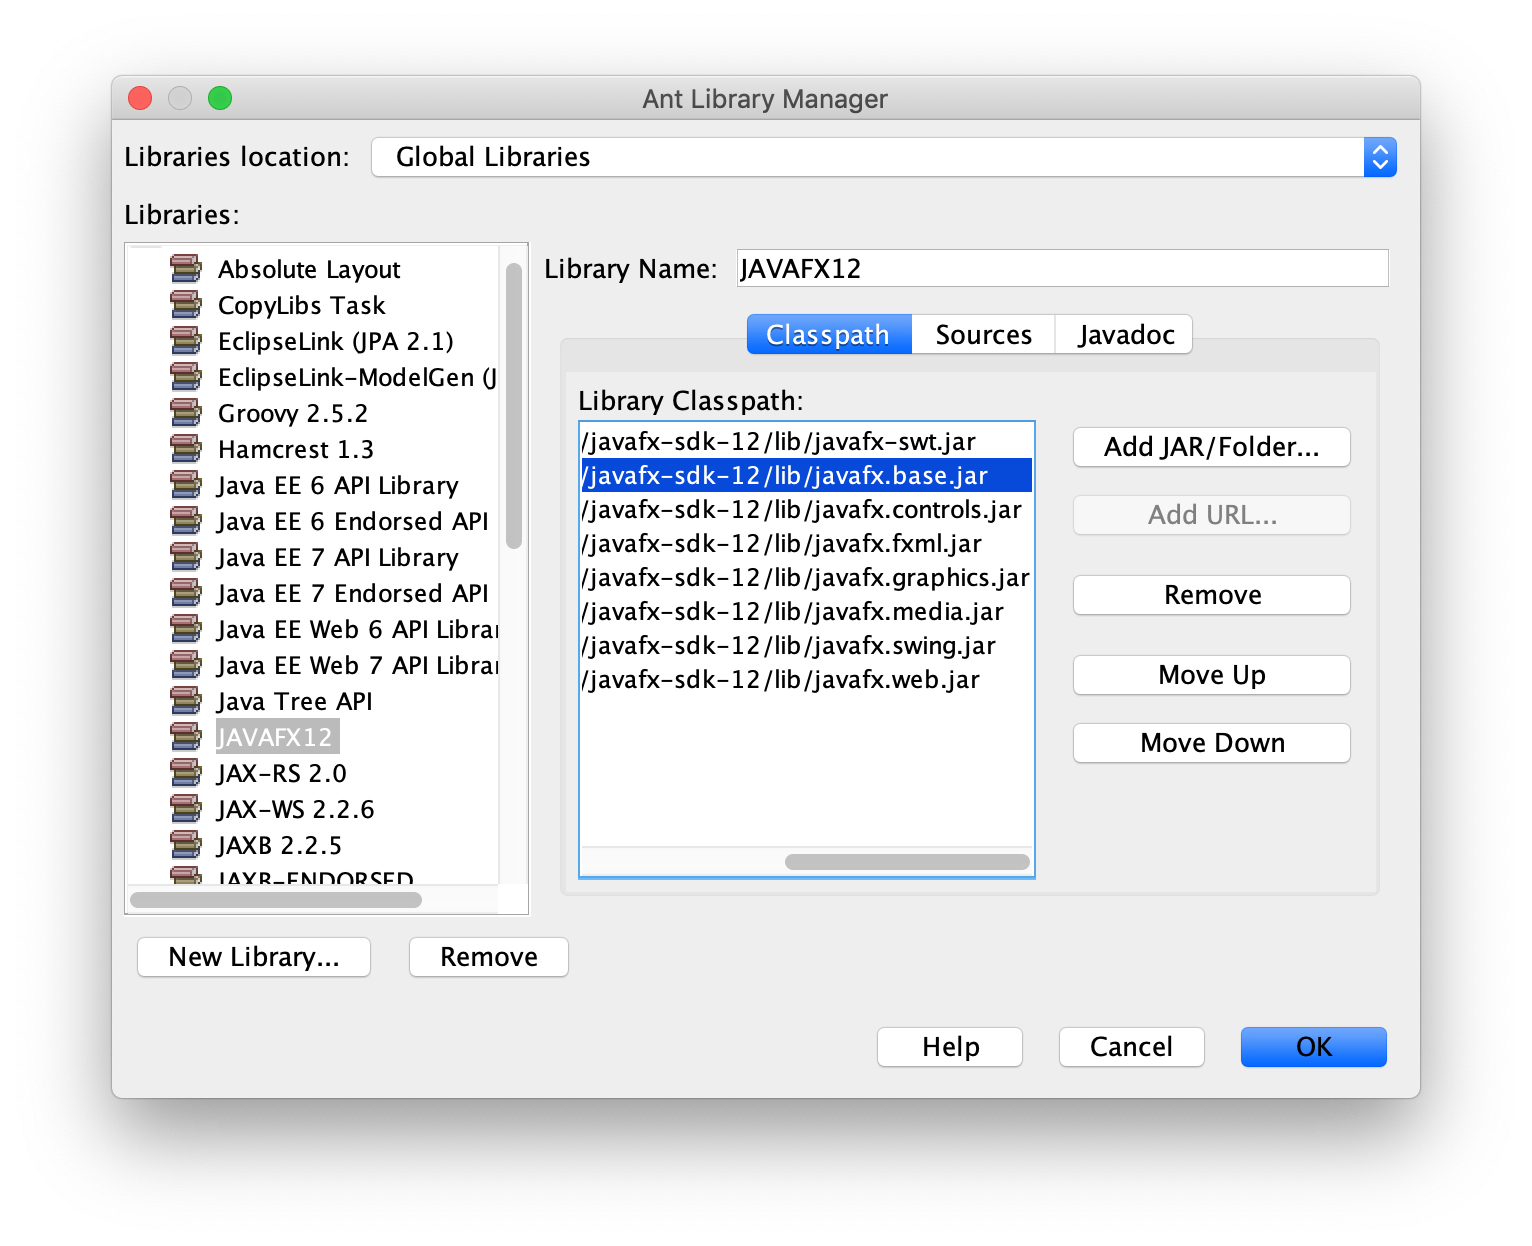 Ant Library Manager
Libraries location: Global Libraries
Libraries:
Absolute Layout
CopyLibs Task
EclipseLink (JPA 2.1)
EclipseLink-ModelGen (J
Groovy 2.5.2
Hamcrest 1.3
Java EE 6 API Library
Java EE 6 Endorsed API
Java EE 7 API Library
Java EE 7 Endorsed API
Java EE Web 6 API Librar
Java EE Web 7 API Librar
Java Tree API
JAVAFX12
JAX-RS 2.0
JAX-WS 2.2.6
JAXB 2.2.5
JAXB-ENDORSED
New Library...
Remove
Library Name: JAVAFX12
Classpath
Sources
Javadoc
Library Classpath:
/javafx-sdk-12/lib/javafx-swt.jar
/javafx-sdk-12/lib/javafx.base.jar
/javafx-sdk-12/lib/javafx.controls.jar
/javafx-sdk-12/lib/javafx.fxml.jar
/javafx-sdk-12/lib/javafx.graphics.jar
/javafx-sdk-12/lib/javafx.media.jar
/javafx-sdk-12/lib/javafx.swing.jar
/javafx-sdk-12/lib/javafx.web.jar
Add JAR/Folder...
Add URL...
Remove
Move Up
Move Down
Help
Cancel
OK